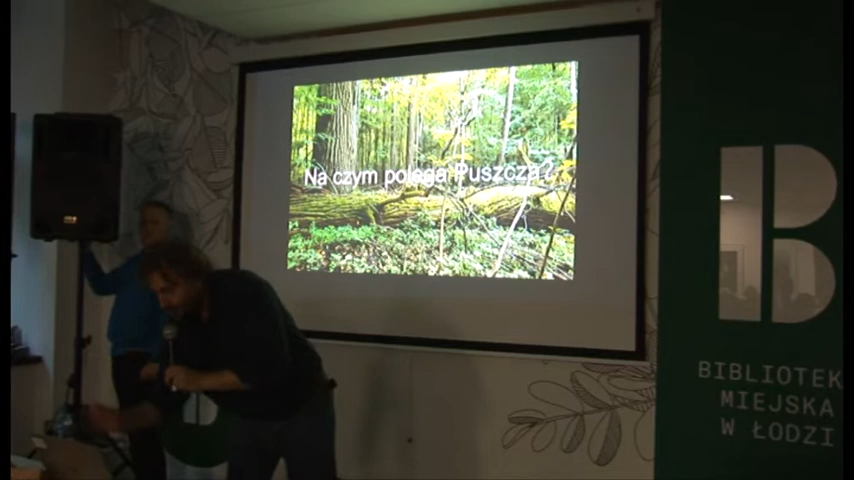 Na czym polega Puszcza?
B
BIBLIOTEK
MIEJSKA
W ŁODZI